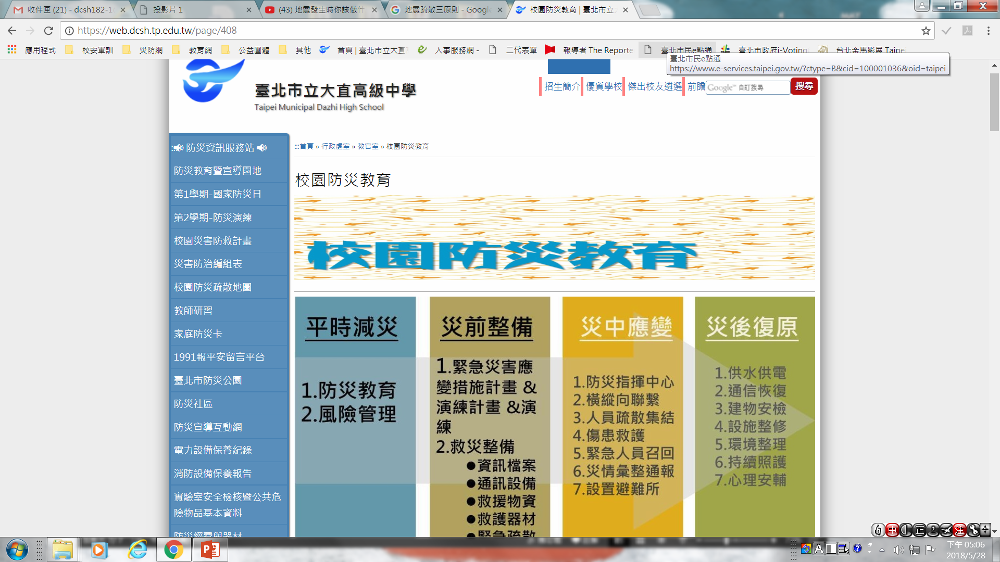 收件匣 (21) - dcsh182-1
投影片 1
(43) 地震發生時你該做什
地震疏散三原則 - Google
校園防災教育 | 臺北市立
https://web.dcsh.tp.edu.tw/page/408
應用程式
校安軍訓
災防網
教育網
公益團體
其他
首頁 | 臺北市立大直
人事服務網 -
二代表單
報導者 The Reporte
臺北市民e點通
臺北市政府i-Voting
台北金馬影展 Taipei
臺北市民e點通
https://www.e-services.taipei.gov.tw/?ctype=B&cid=100001036&oid=taipei
臺北市立大直高級中學
Taipei Municipal Dazhi High School
招生簡介
優質學校
傑出校友遴選
前瞻
Google™ 自訂搜尋
搜尋
防災資訊服務站
防災教育暨宣導園地
第1學期-國家防災日
第2學期-防災演練
校園災害防救計畫
災害防治編組表
校園防災疏散地圖
教師研習
家庭防災卡
1991報平安留言平台
臺北市防災公園
防災社區
防災宣導互動網
電力設備保養紀錄
消防設備保養報告
實驗室安全檢核暨公共危
險物品基本資料
防災經費與器材
:::首頁 » 行政處室 » 教官室 » 校園防災教育
校園防災教育
校園防災教育
平時減災
1.防災教育
2.風險管理
災前整備
1.緊急災害應
變措施計畫 &
演練計畫 &演
練
2.救災整備
●資訊檔案
●通訊設備
●救援物資
●救護器材
●緊急疏散
災中應變
1.防災指揮中心
2.橫縱向聯繫
3.人員疏散集結
4.傷患救護
5.緊急人員召回
6.災情彙整通報
7.設置避難所
災後復原
1.供水供電
2.通信恢復
3.建物安檢
4.設施整修
5.環境整理
6.持續照護
7.心理安輔
中
正
注
下午 05:06
2018/5/28